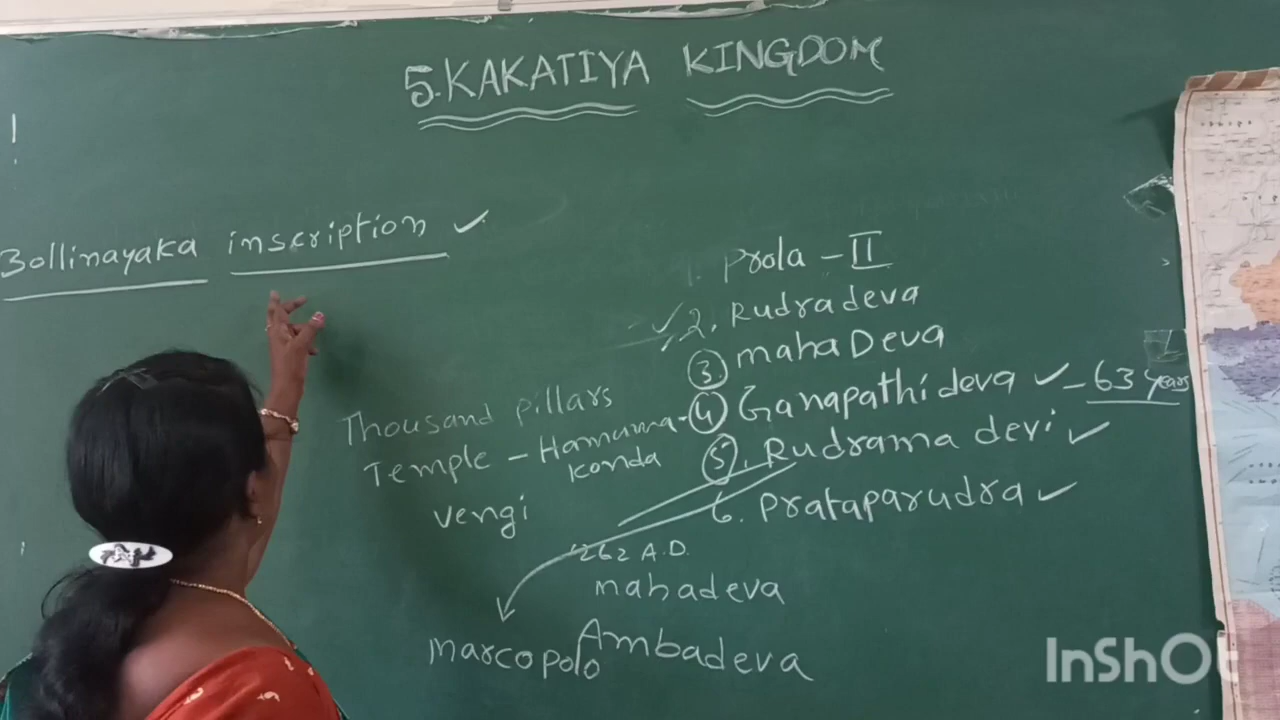 5. KAKATIYA KINGDOM
Bollinayaka inscription ✓
1. Prola - II
✓ 2. Rudradeva
3. mahaDeva
4 Ganapathideva ✓ - 63 years
5. Rudrama devi ✓
6. Prataparudra ✓
Thousand pillars
Temple - Hanuma-
Konda
vengi
1262 A.D.
mahadeva
Ambadeva
marcopolo
InShOt